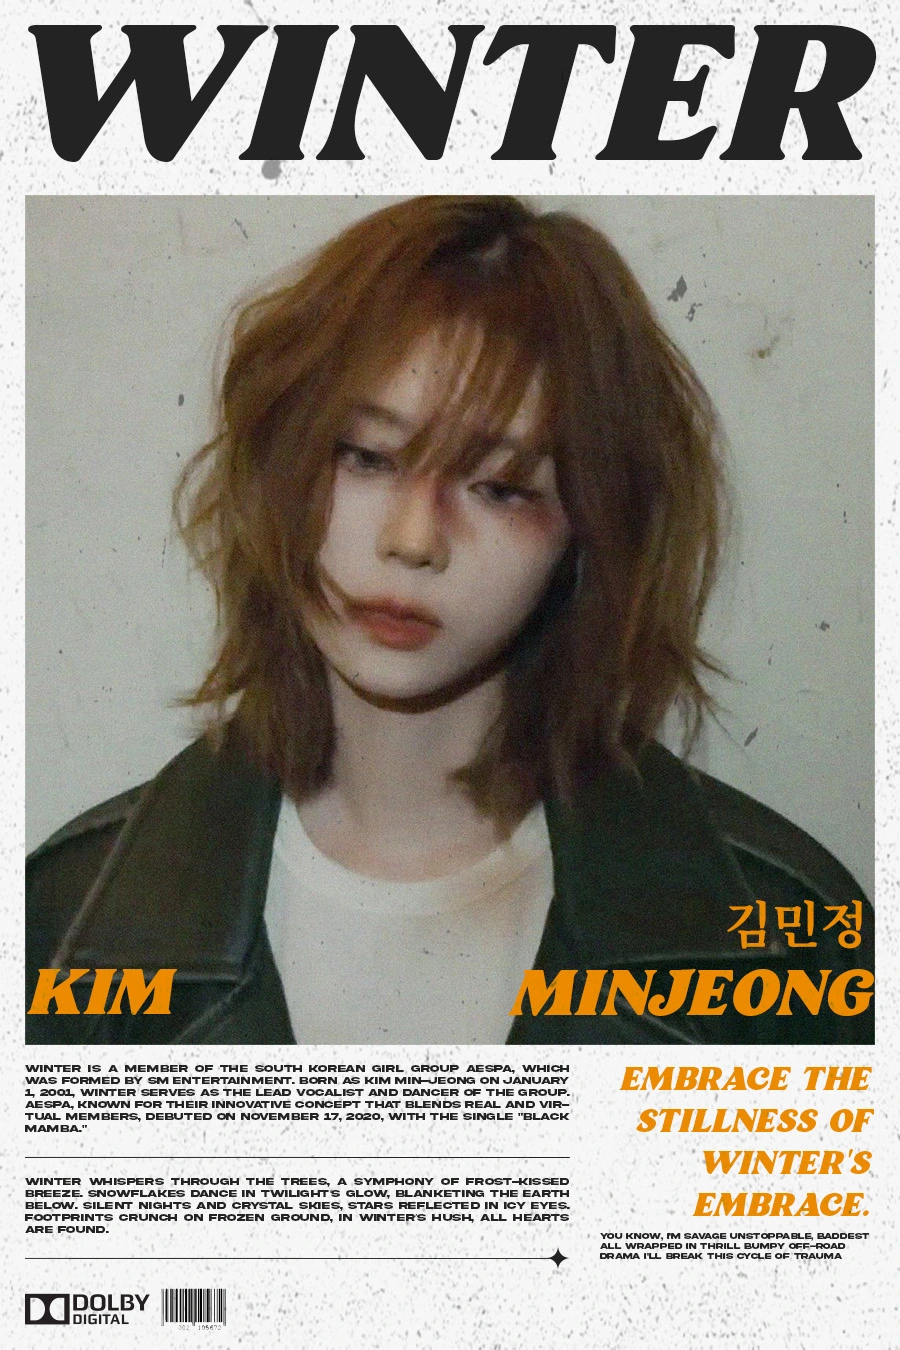 WINTER
김민정
KIM MINJEONG
WINTER IS A MEMBER OF THE SOUTH KOREAN GIRL GROUP AESPA, WHICH
WAS FORMED BY SM ENTERTAINMENT. BORN AS KIM MIN-JEONG ON JANUARY
1, 2001, WINTER SERVES AS THE LEAD VOCALIST AND DANCER OF THE GROUP.
AESPA, KNOWN FOR THEIR INNOVATIVE CONCEPT THAT BLENDS REAL AND VIR-
TUAL MEMBERS, DEBUTED ON NOVEMBER 17, 2020, WITH THE SINGLE "BLACK
MAMBA."
WINTER WHISPERS THROUGH THE TREES, A SYMPHONY OF FROST-KISSED
BREEZE. SNOWFLAKES DANCE IN TWILIGHT'S GLOW, BLANKETING THE EARTH
BELOW. SILENT NIGHTS AND CRYSTAL SKIES, STARS REFLECTED IN ICY EYES.
FOOTPRINTS CRUNCH ON FROZEN GROUND, IN WINTER'S HUSH, ALL HEARTS
ARE FOUND.
EMBRACE THE
STILLNESS OF
WINTER'S
EMBRACE.
YOU KNOW, I'M SAVAGE UNSTOPPABLE, BADDEST
ALL WRAPPED IN THRILL BUMPY OFF-ROAD
DRAMA I'LL BREAK THIS CYCLE OF TRAUMA
DOLBY
DIGITAL